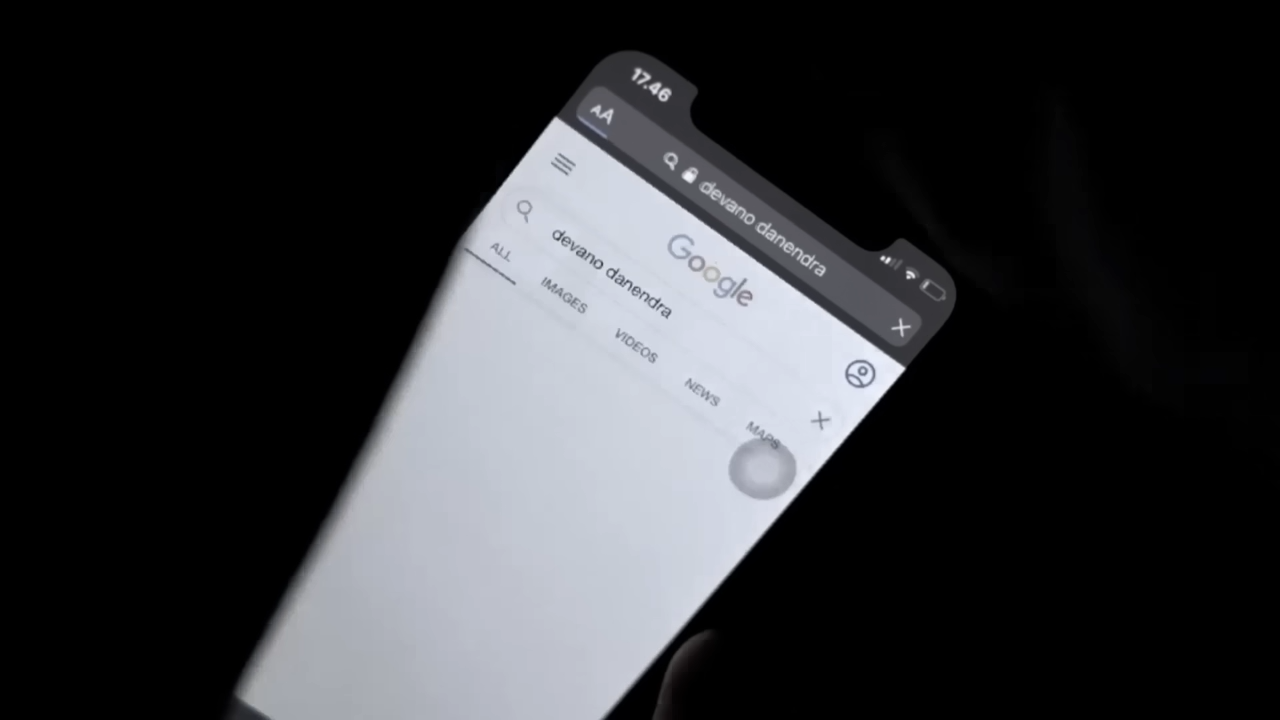 17.46
AA
devano danendra
Google
devano danendra
ALL IMAGES VIDEOS NEWS MAPS